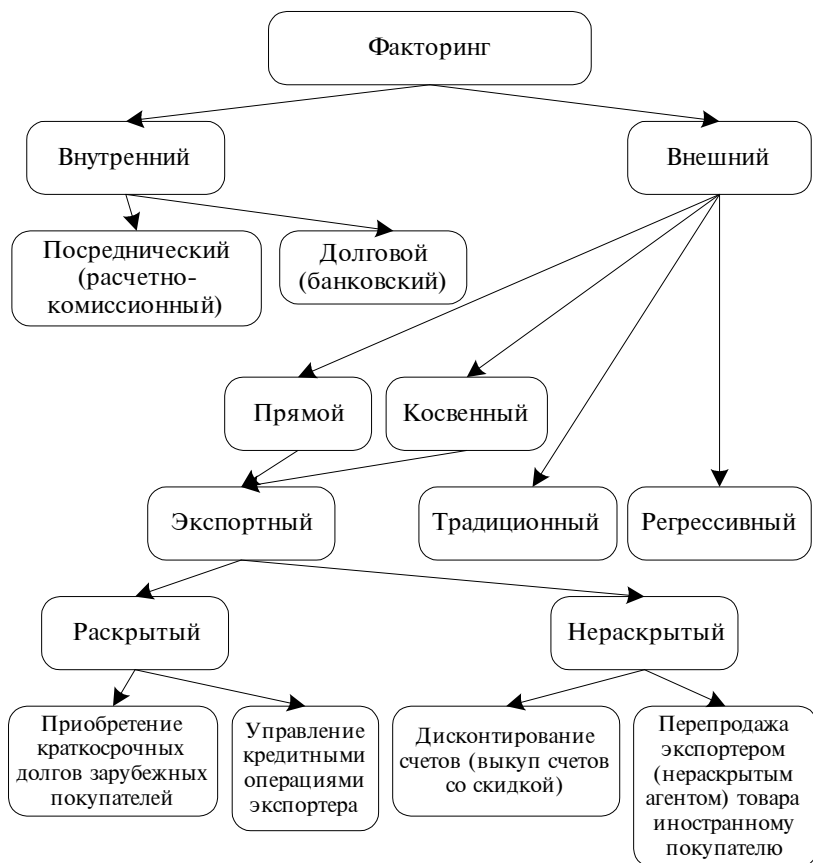 Факторинг
Внутренний
Внешний
Посреднический
(расчетно-
комиссионный)
Долговой
(банковский)
Прямой
Косвенный
Экспортный
Традиционный
Регрессивный
Раскрытый
Нераскрытый
Приобретение
краткосрочных
долгов зарубежных
покупателей
Управление
кредитными
операциями
экспортера
Дисконтирование
счетов (выкуп счетов
со скидкой)
Перепродажа
экспортером
(нераскрытым
агентом) товара
иностранному
покупателю